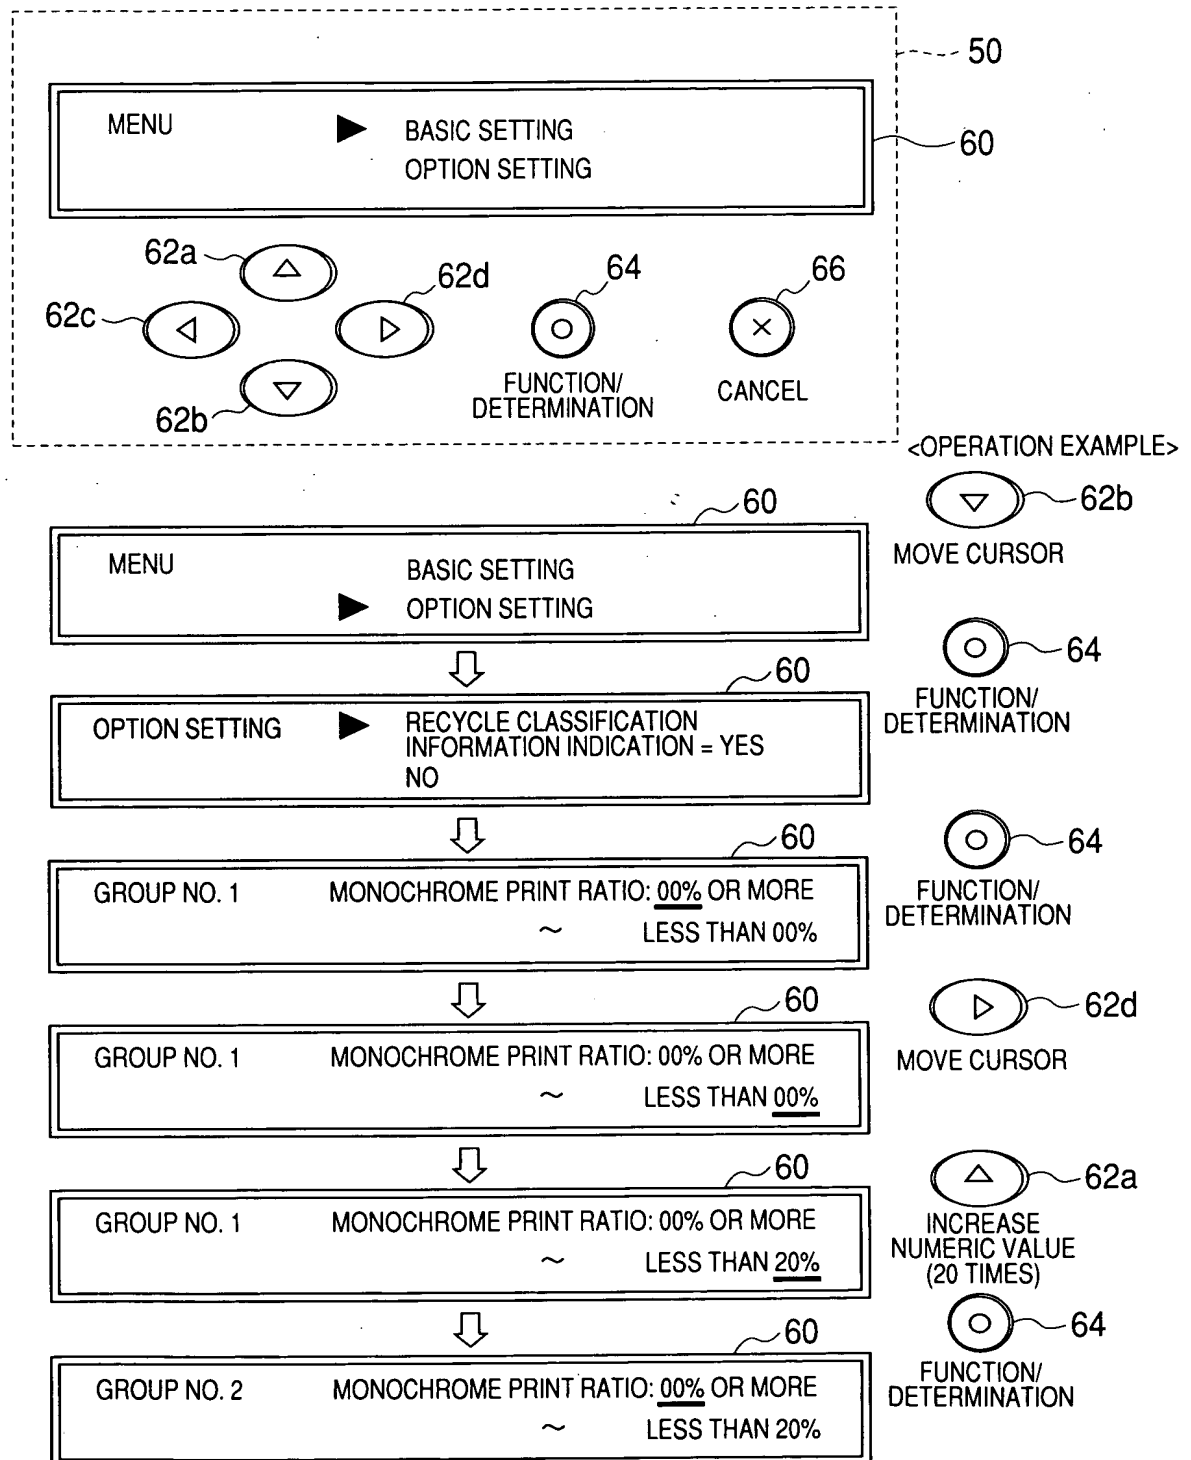 50
MENU ▶ BASIC SETTING
OPTION SETTING
60
62a
62c
62d
62b
64
66
FUNCTION/
DETERMINATION
CANCEL
<OPERATION EXAMPLE>
62b
MOVE CURSOR
60
MENU BASIC SETTING
▶ OPTION SETTING
64
FUNCTION/
DETERMINATION
60
OPTION SETTING ▶ RECYCLE CLASSIFICATION
INFORMATION INDICATION = YES
NO
64
FUNCTION/
DETERMINATION
60
GROUP NO. 1 MONOCHROME PRINT RATIO: 00% OR MORE
~ LESS THAN 00%
62d
MOVE CURSOR
60
GROUP NO. 1 MONOCHROME PRINT RATIO: 00% OR MORE
~ LESS THAN 00%
62a
INCREASE
NUMERIC VALUE
(20 TIMES)
60
GROUP NO. 1 MONOCHROME PRINT RATIO: 00% OR MORE
~ LESS THAN 20%
64
FUNCTION/
DETERMINATION
60
GROUP NO. 2 MONOCHROME PRINT RATIO: 00% OR MORE
~ LESS THAN 20%